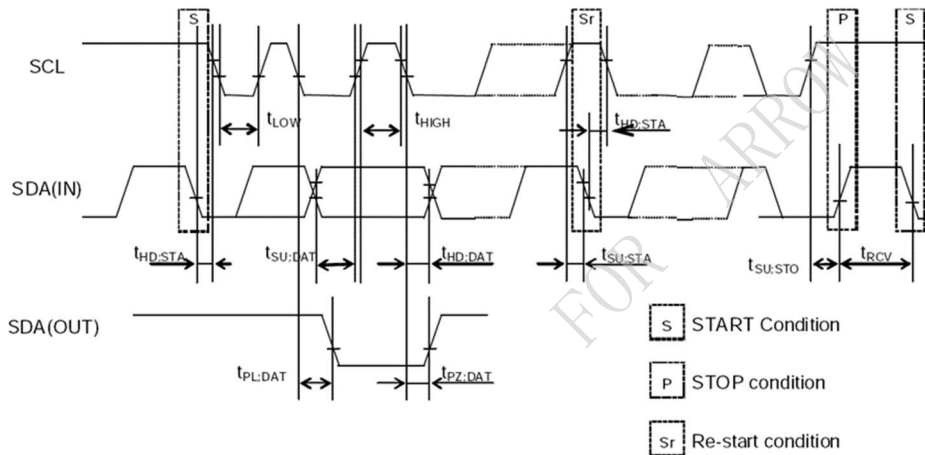 S
Sr
P
S
SCL
tLOW
tHIGH
tHD;STA
SDA(IN)
tHD;STA
tSU;DAT
tHD;DAT
tSU;STA
tSU;STO
tRCV
SDA(OUT)
tPL;DAT
tPZ;DAT
S START Condition
P STOP condition
Sr Re-start condition
FOR ARROW